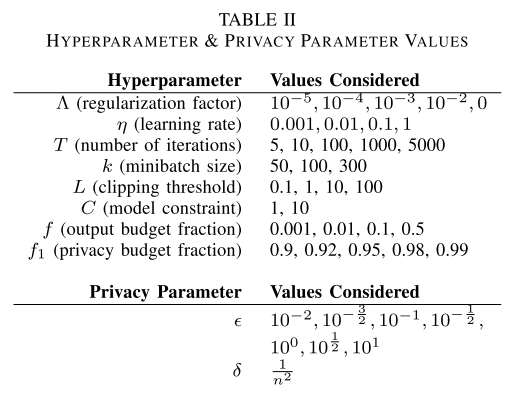 TABLE II
HYPERPARAMETER & PRIVACY PARAMETER VALUES
Hyperparameter Values Considered
Λ (regularization factor) 10^{-5}, 10^{-4}, 10^{-3}, 10^{-2}, 0
η (learning rate) 0.001, 0.01, 0.1, 1
T (number of iterations) 5, 10, 100, 1000, 5000
k (minibatch size) 50, 100, 300
L (clipping threshold) 0.1, 1, 10, 100
C (model constraint) 1, 10
f (output budget fraction) 0.001, 0.01, 0.1, 0.5
f_1 (privacy budget fraction) 0.9, 0.92, 0.95, 0.98, 0.99
Privacy Parameter Values Considered
ϵ 10^{-2}, 10^{-\frac{3}{2}}, 10^{-1}, 10^{-\frac{1}{2}},
10^{0}, 10^{\frac{1}{2}}, 10^{1}
δ \frac{1}{n^2}